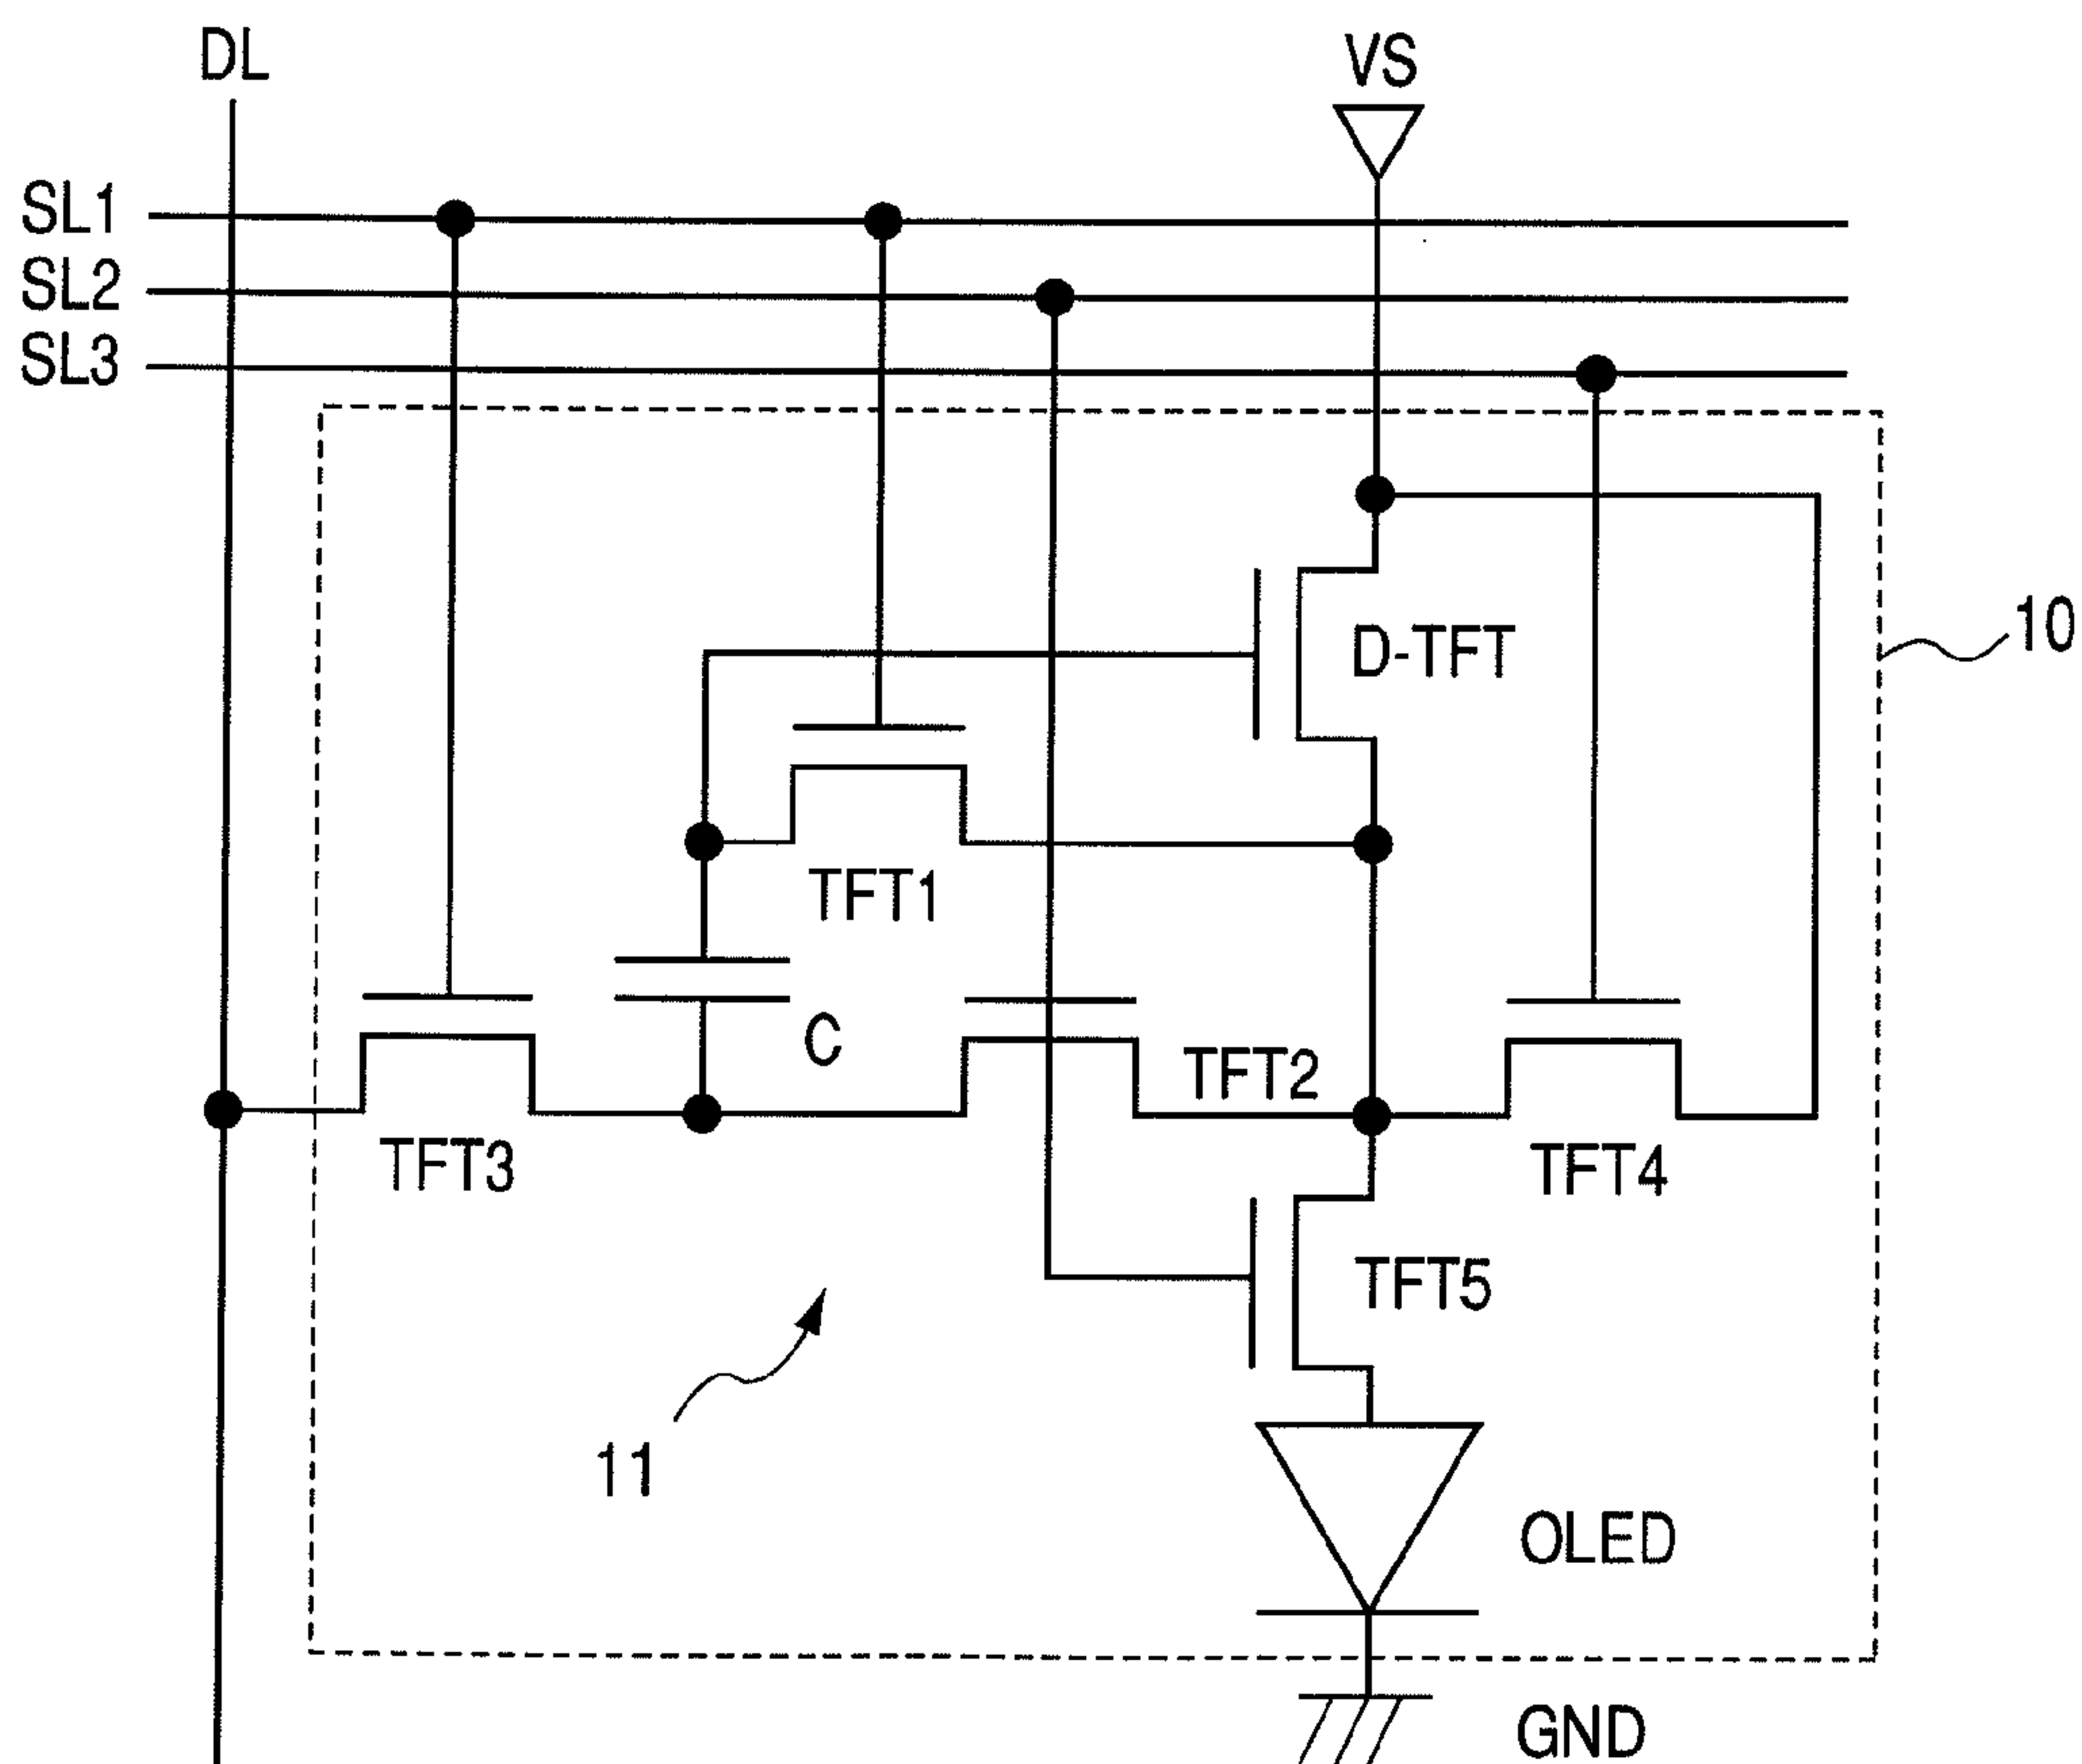 DL
VS
SL1
SL2
SL3
10
D-TFT
TFT1
C
TFT2
TFT3
TFT4
TFT5
11
OLED
GND